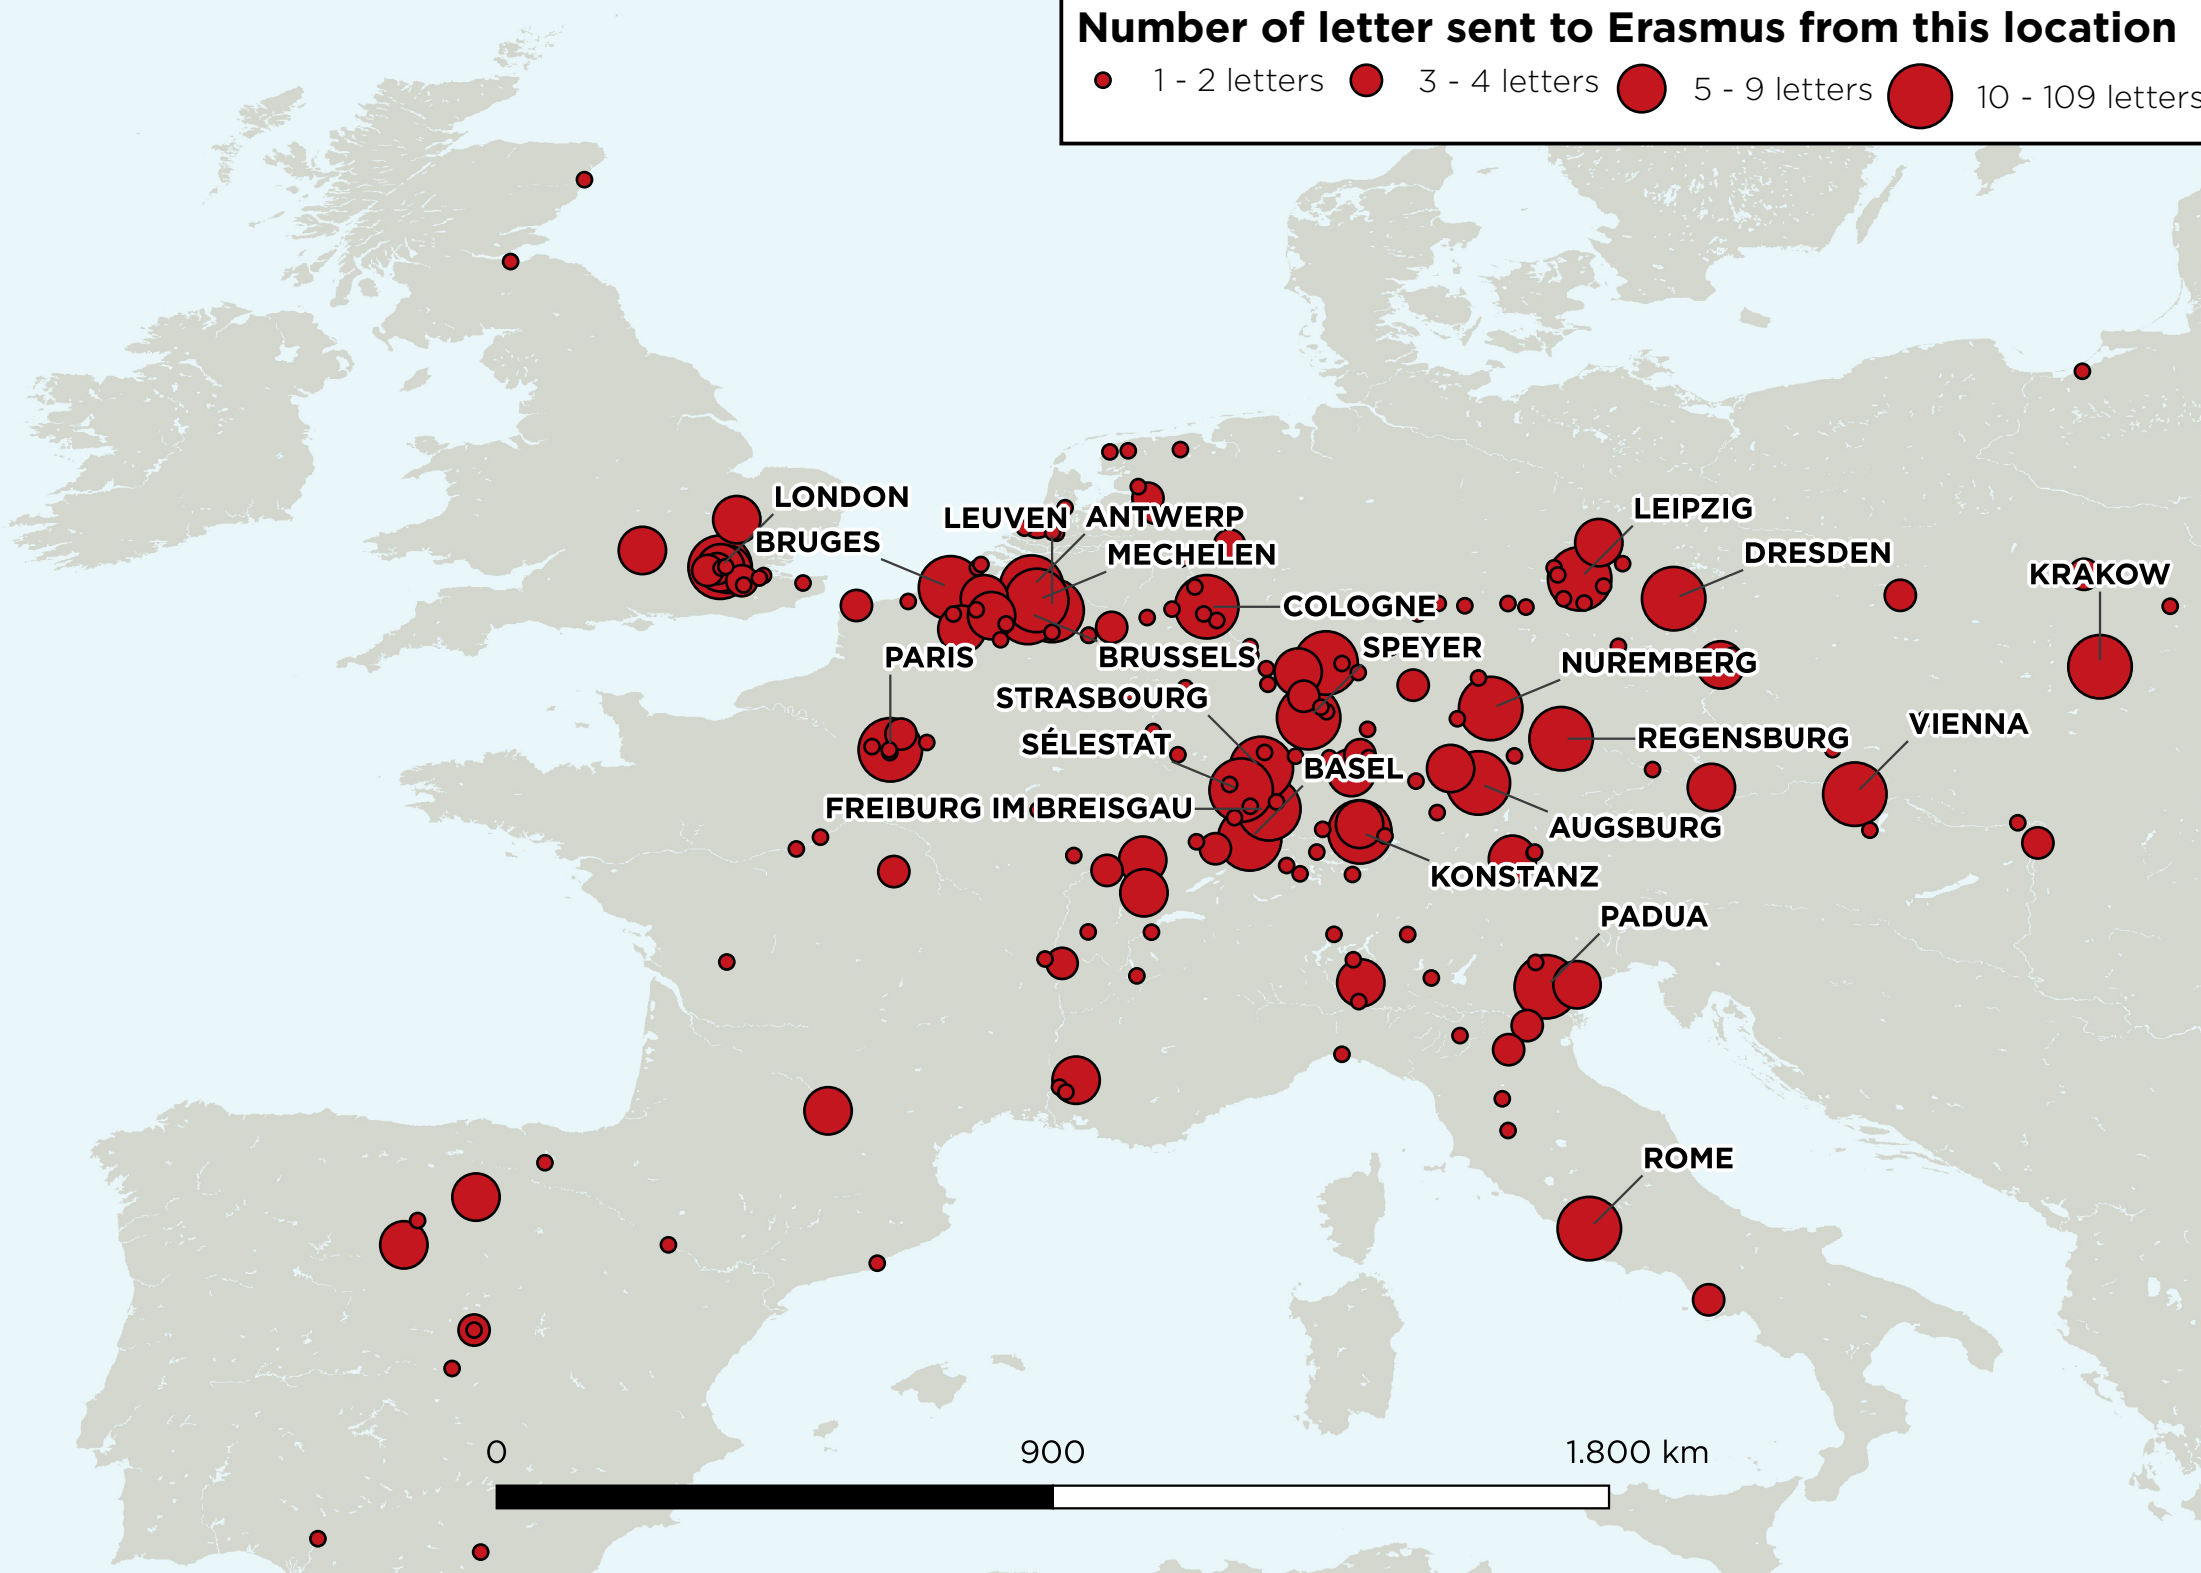 Number of letter sent to Erasmus from this location
1 - 2 letters
3 - 4 letters
5 - 9 letters
10 - 109 letters
LONDON
LEUVEN
ANTWERP
LEIPZIG
BRUGES
MECHELEN
DRESDEN
KRAKOW
COLOGNE
PARIS
BRUSSELS
SPEYER
NUREMBERG
STRASBOURG
VIENNA
SÉLESTAT
REGENSBURG
BASEL
FREIBURG IM BREISGAU
AUGSBURG
KONSTANZ
PADUA
ROME
0
900
1.800 km